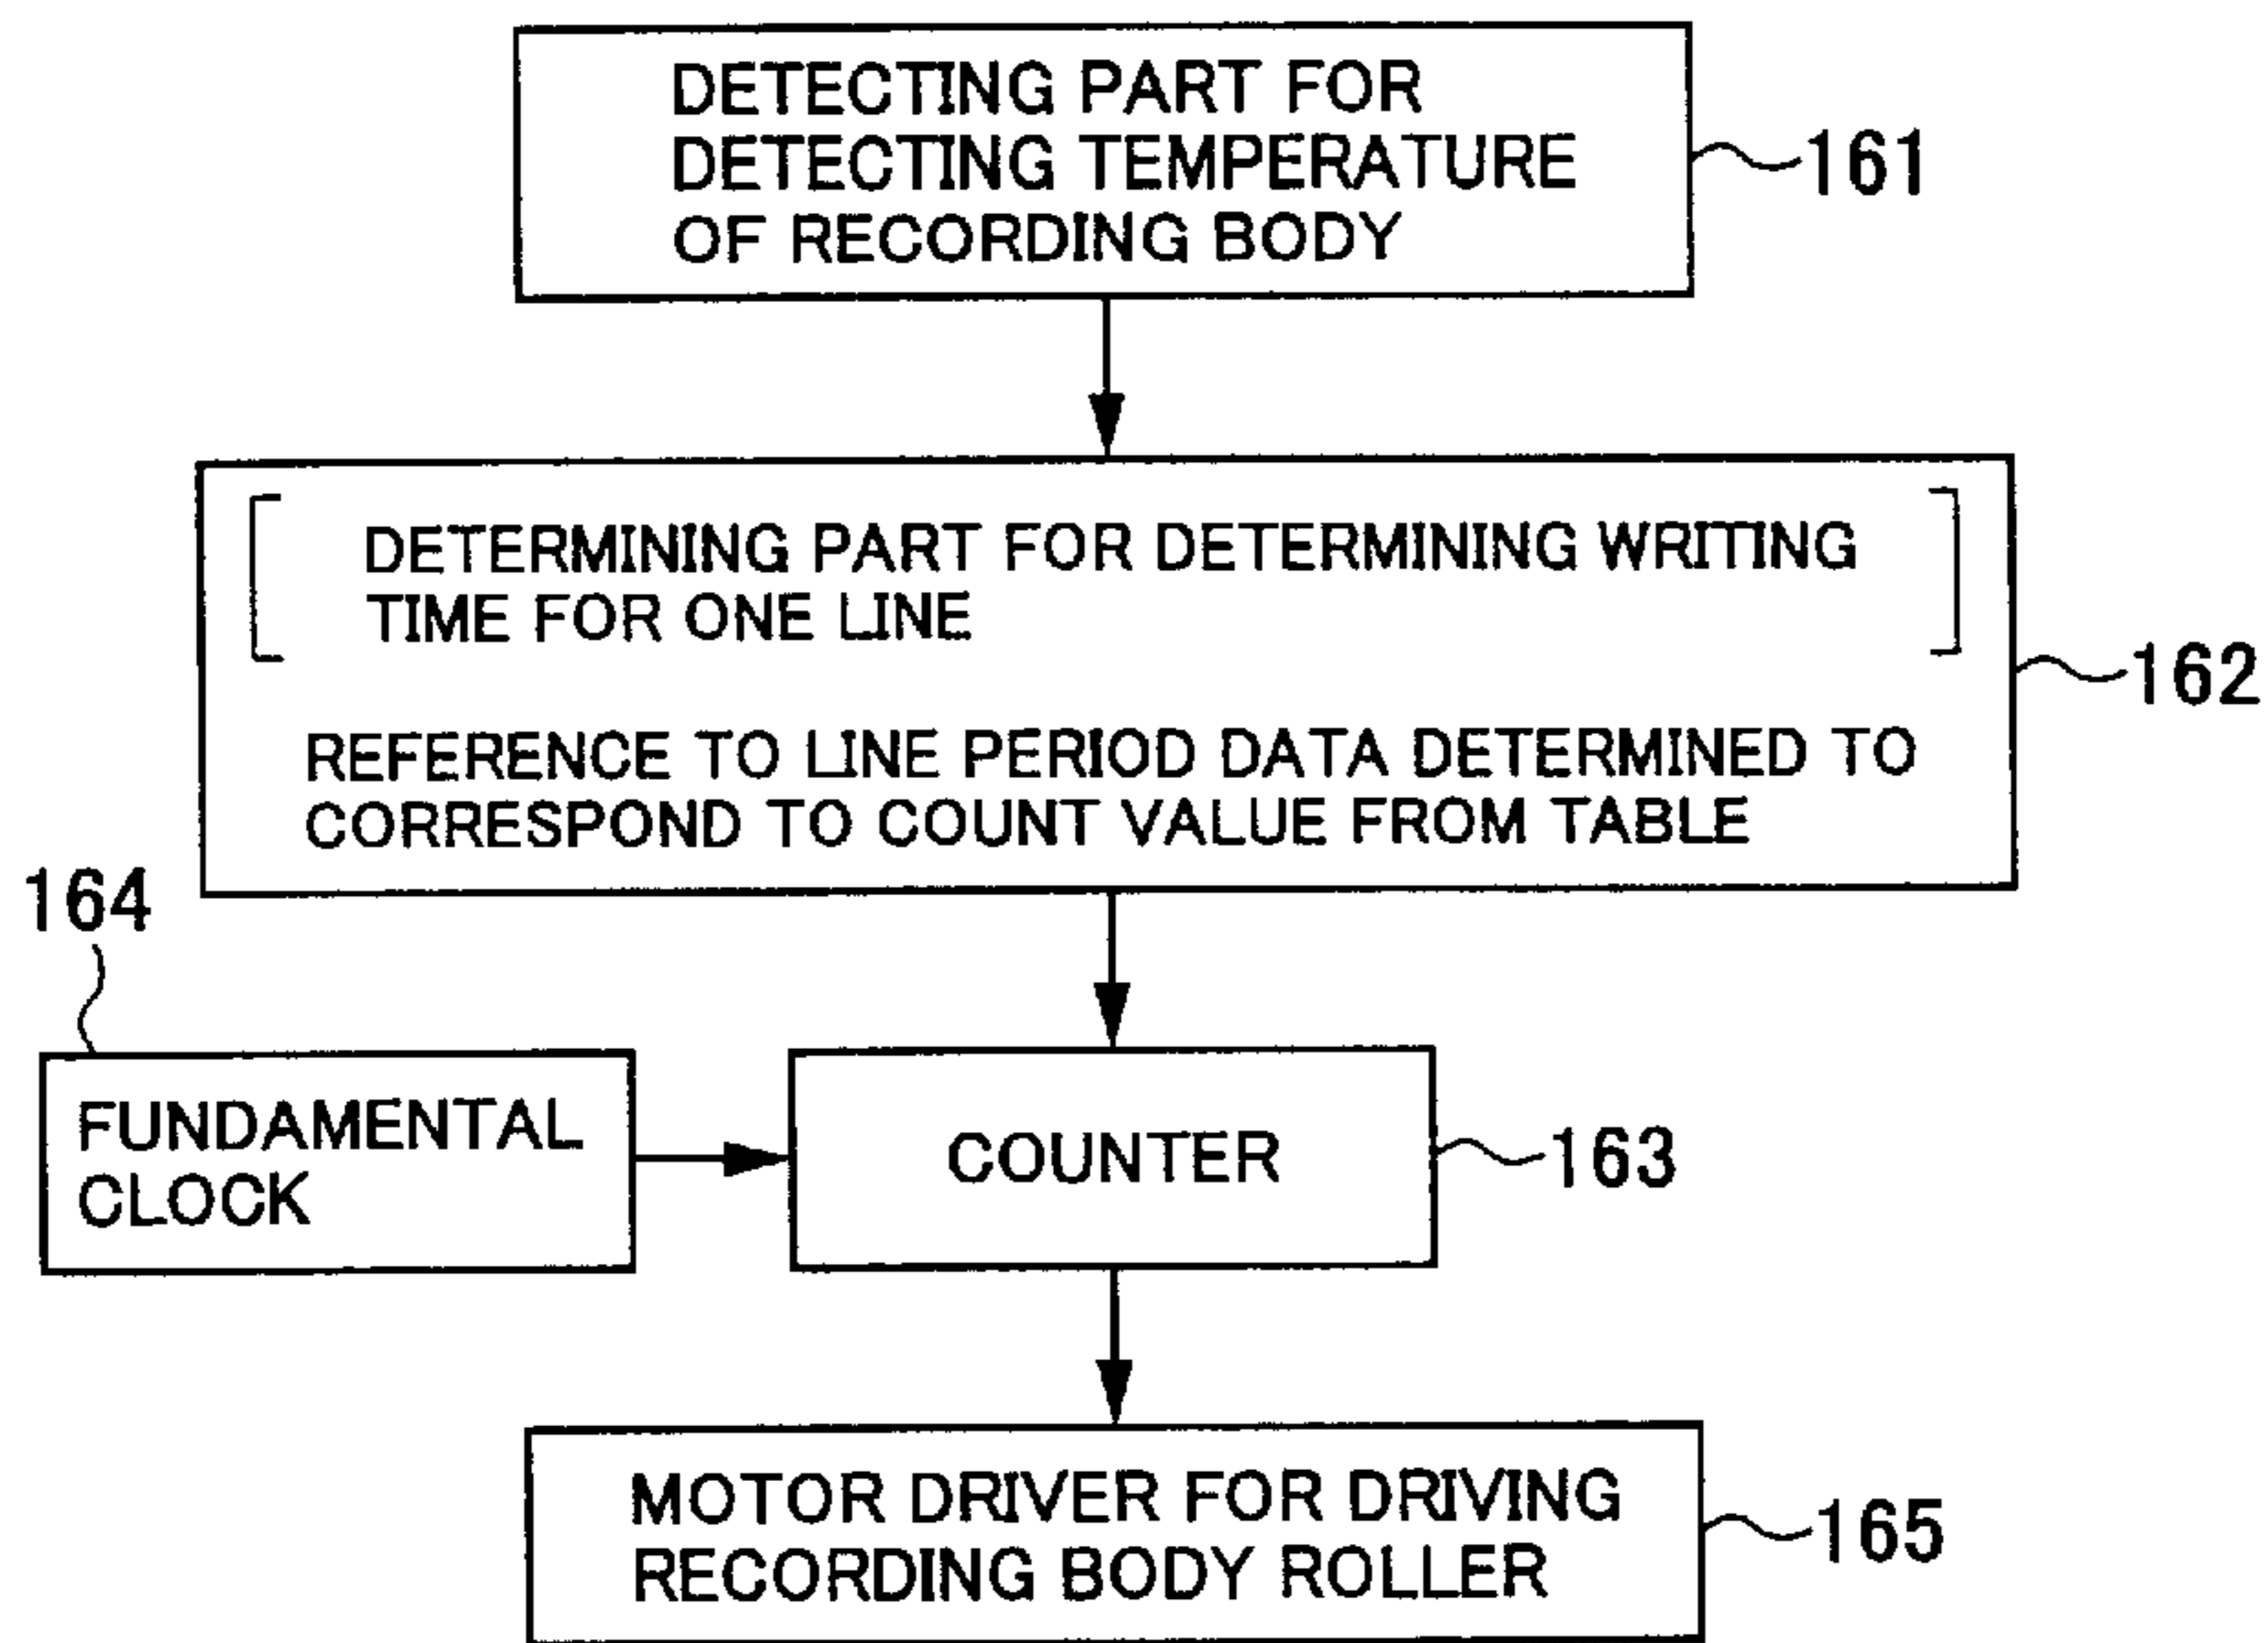 DETECTING PART FOR
DETECTING TEMPERATURE
OF RECORDING BODY
161
DETERMINING PART FOR DETERMINING WRITING
TIME FOR ONE LINE
162
REFERENCE TO LINE PERIOD DATA DETERMINED TO
CORRESPOND TO COUNT VALUE FROM TABLE
164
FUNDAMENTAL
CLOCK
COUNTER
163
MOTOR DRIVER FOR DRIVING
RECORDING BODY ROLLER
165